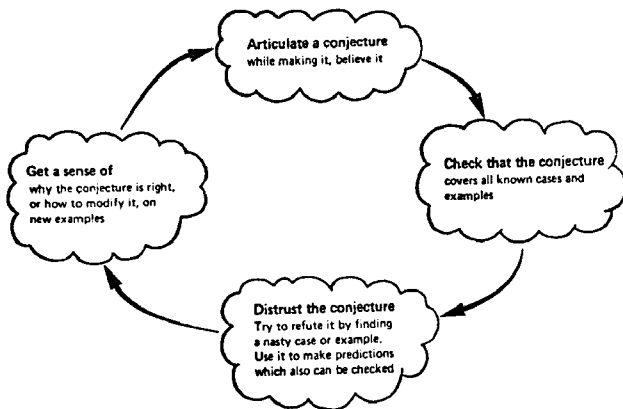 Articulate a conjecture
while making it, believe it
Check that the conjecture
covers all known cases and
examples
Distrust the conjecture
Try to refute it by finding
a nasty case or example.
Use it to make predictions
which also can be checked
Get a sense of
why the conjecture is right,
or how to modify it, on
new examples